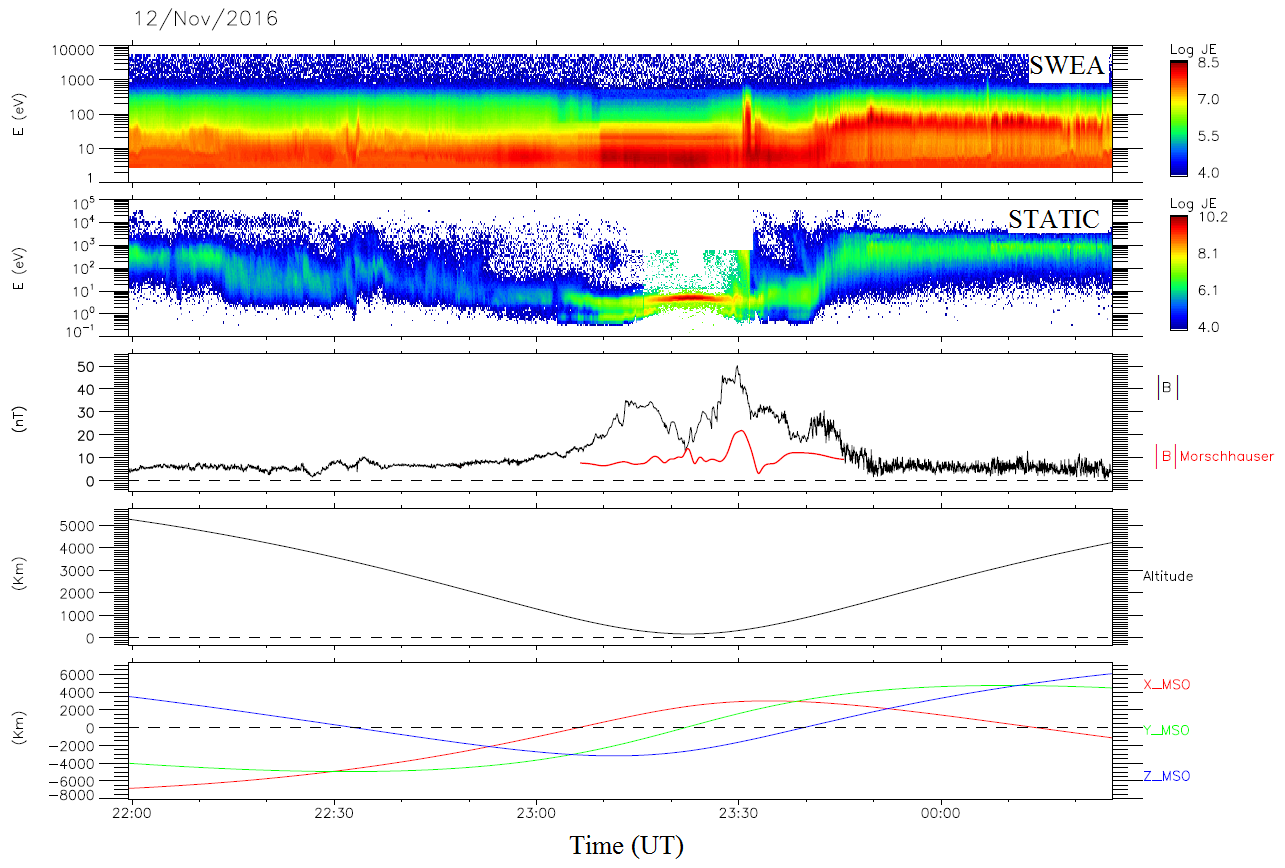 12/Nov/2016
10000
1000
100
10
1
E (eV)
SWEA
Log JE
8.5
7.0
5.5
4.0
10^5
10^4
10^3
10^2
10^1
10^0
10^-1
E (eV)
STATIC
Log JE
10.2
8.1
6.1
4.0
50
40
30
20
10
0
(nT)
|B|
|B|Morschhauser
5000
4000
3000
2000
1000
0
(Km)
Altitude
6000
4000
2000
0
-2000
-4000
-6000
-8000
(Km)
X_MSO
Y_MSO
Z_MSO
22:00 22:30 23:00 23:30 00:00
Time (UT)